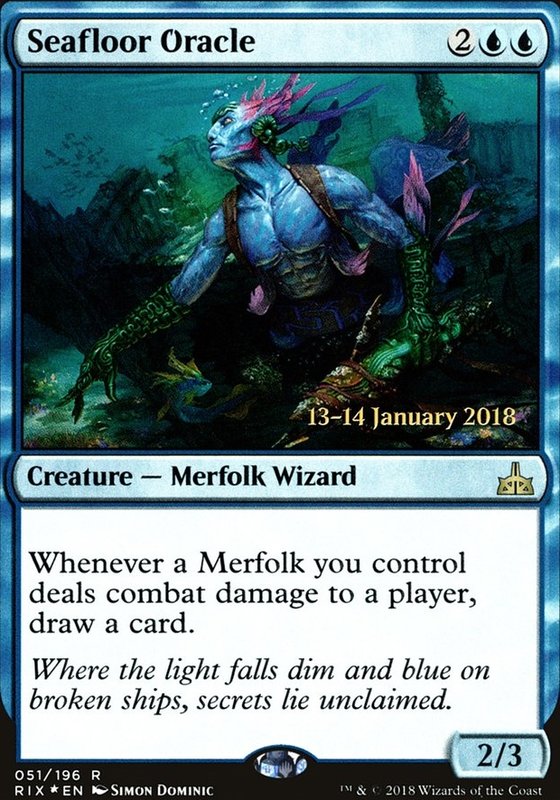 Seafloor Oracle 2
13–14 January 2018
Creature — Merfolk Wizard
Whenever a Merfolk you control
deals combat damage to a player,
draw a card.
Where the light falls dim and blue on
broken ships, secrets lie unclaimed.
2/3
051/196 R
RIX ★ EN Simon Dominic
™ & © 2018 Wizards of the Coast